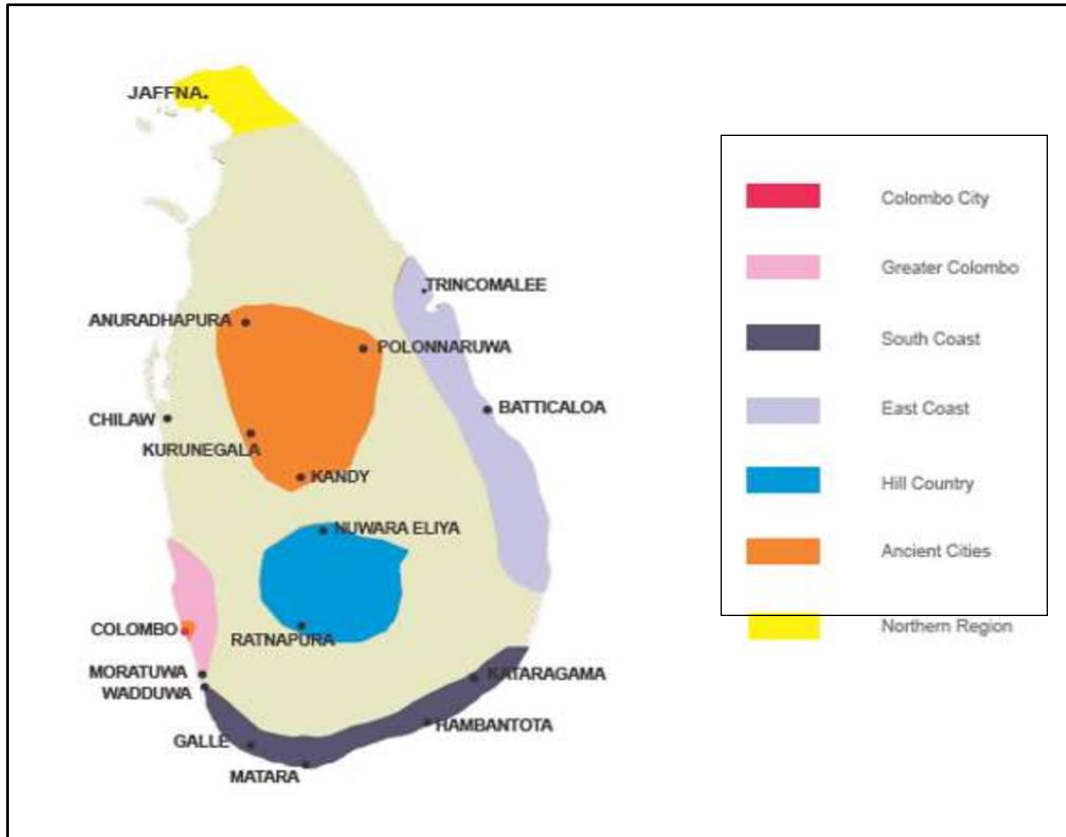 JAFFNA
TRINCOMALEE
ANURADHAPURA
POLONNARUWA
BATTICALOA
CHILAW
KURUNEGALA
KANDY
NUWARA ELIYA
COLOMBO
RATNAPURA
MORATUWA
KATARAGAMA
WADDUWA
HAMBANTOTA
GALLE
MATARA
Colombo City
Greater Colombo
South Coast
East Coast
Hill Country
Ancient Cities
Northern Region